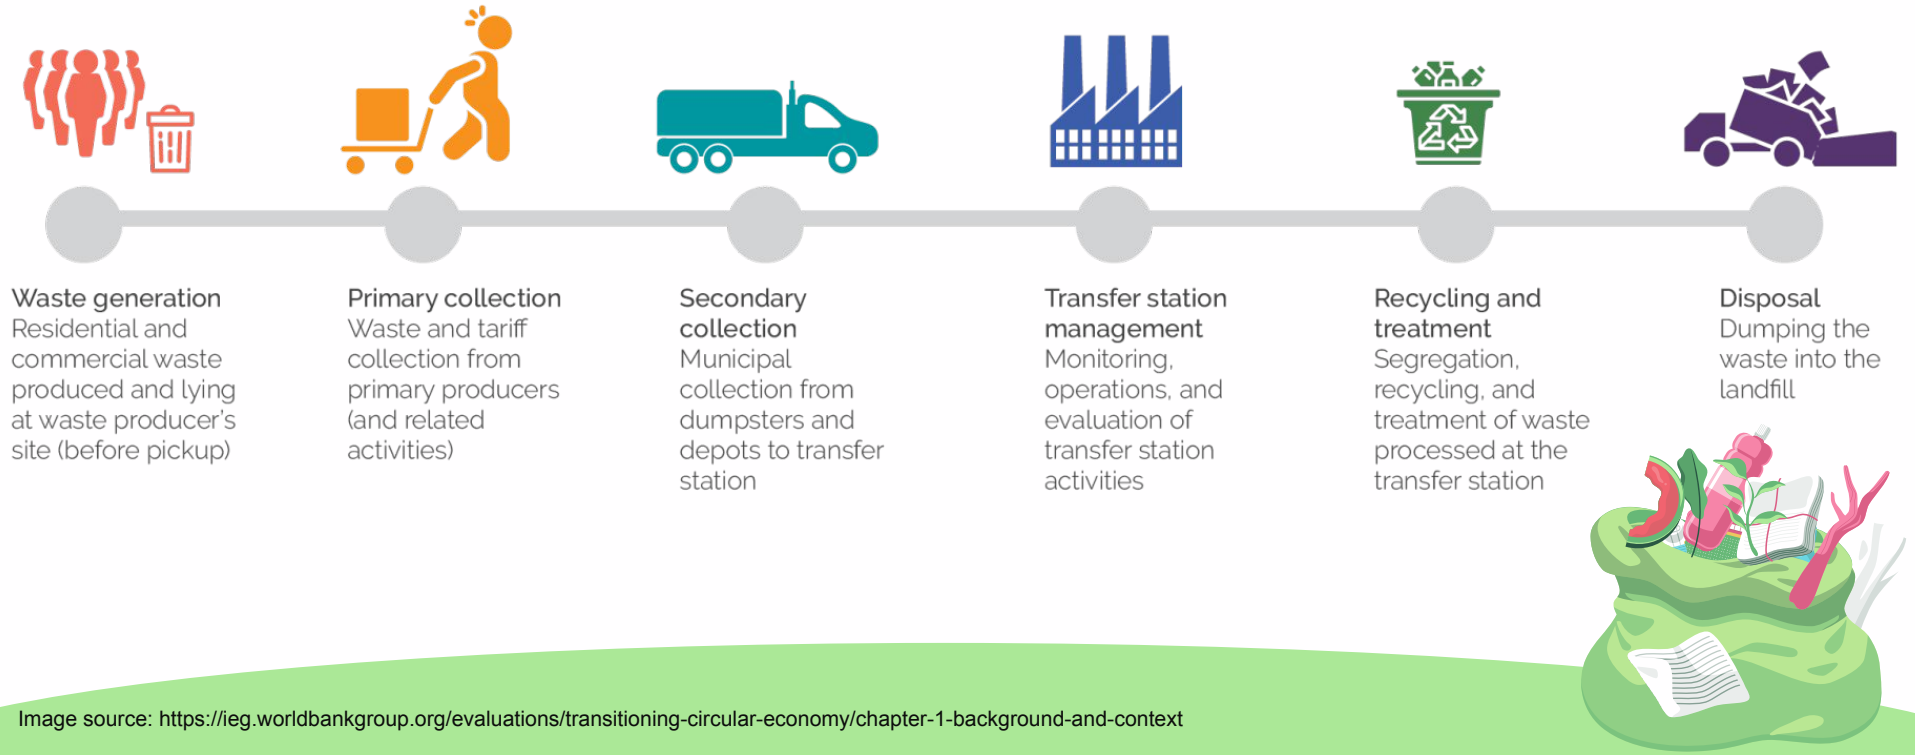 Waste generation
Residential and
commercial waste
produced and lying
at waste producer's
site (before pickup)
Primary collection
Waste and tariff
collection from
primary producers
(and related
activities)
Secondary
collection
Municipal
collection from
dumpsters and
depots to transfer
station
Transfer station
management
Monitoring,
operations, and
evaluation of
transfer station
activities
Recycling and
treatment
Segregation,
recycling, and
treatment of waste
processed at the
transfer station
Disposal
Dumping the
waste into the
landfill
Image source: https://ieg.worldbankgroup.org/evaluations/transitioning-circular-economy/chapter-1-background-and-context